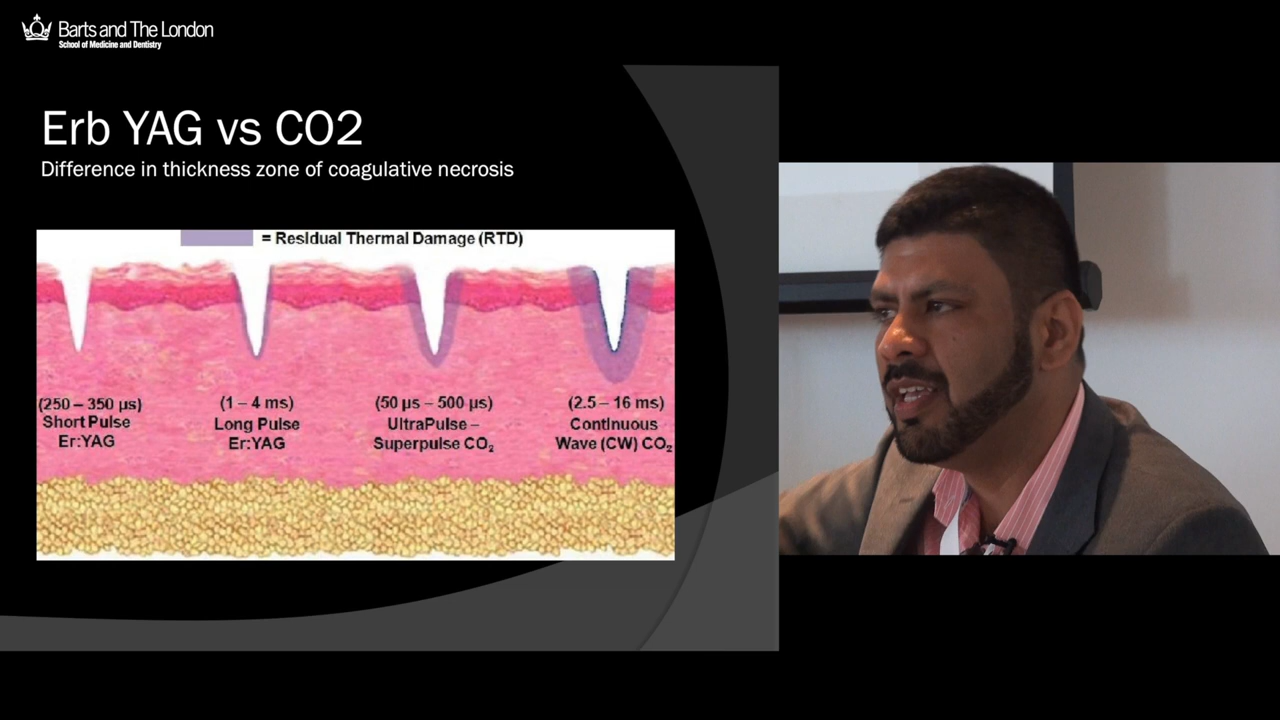 Barts and The London
School of Medicine and Dentistry
Erb YAG vs CO2
Difference in thickness zone of coagulative necrosis
= Residual Thermal Damage (RTD)
(250 – 350 µs)
Short Pulse
Er:YAG
(1 – 4 ms)
Long Pulse
Er:YAG
(50 µs – 500 µs)
UltraPulse –
Superpulse CO₂
(2.5 – 16 ms)
Continuous
Wave (CW) CO₂